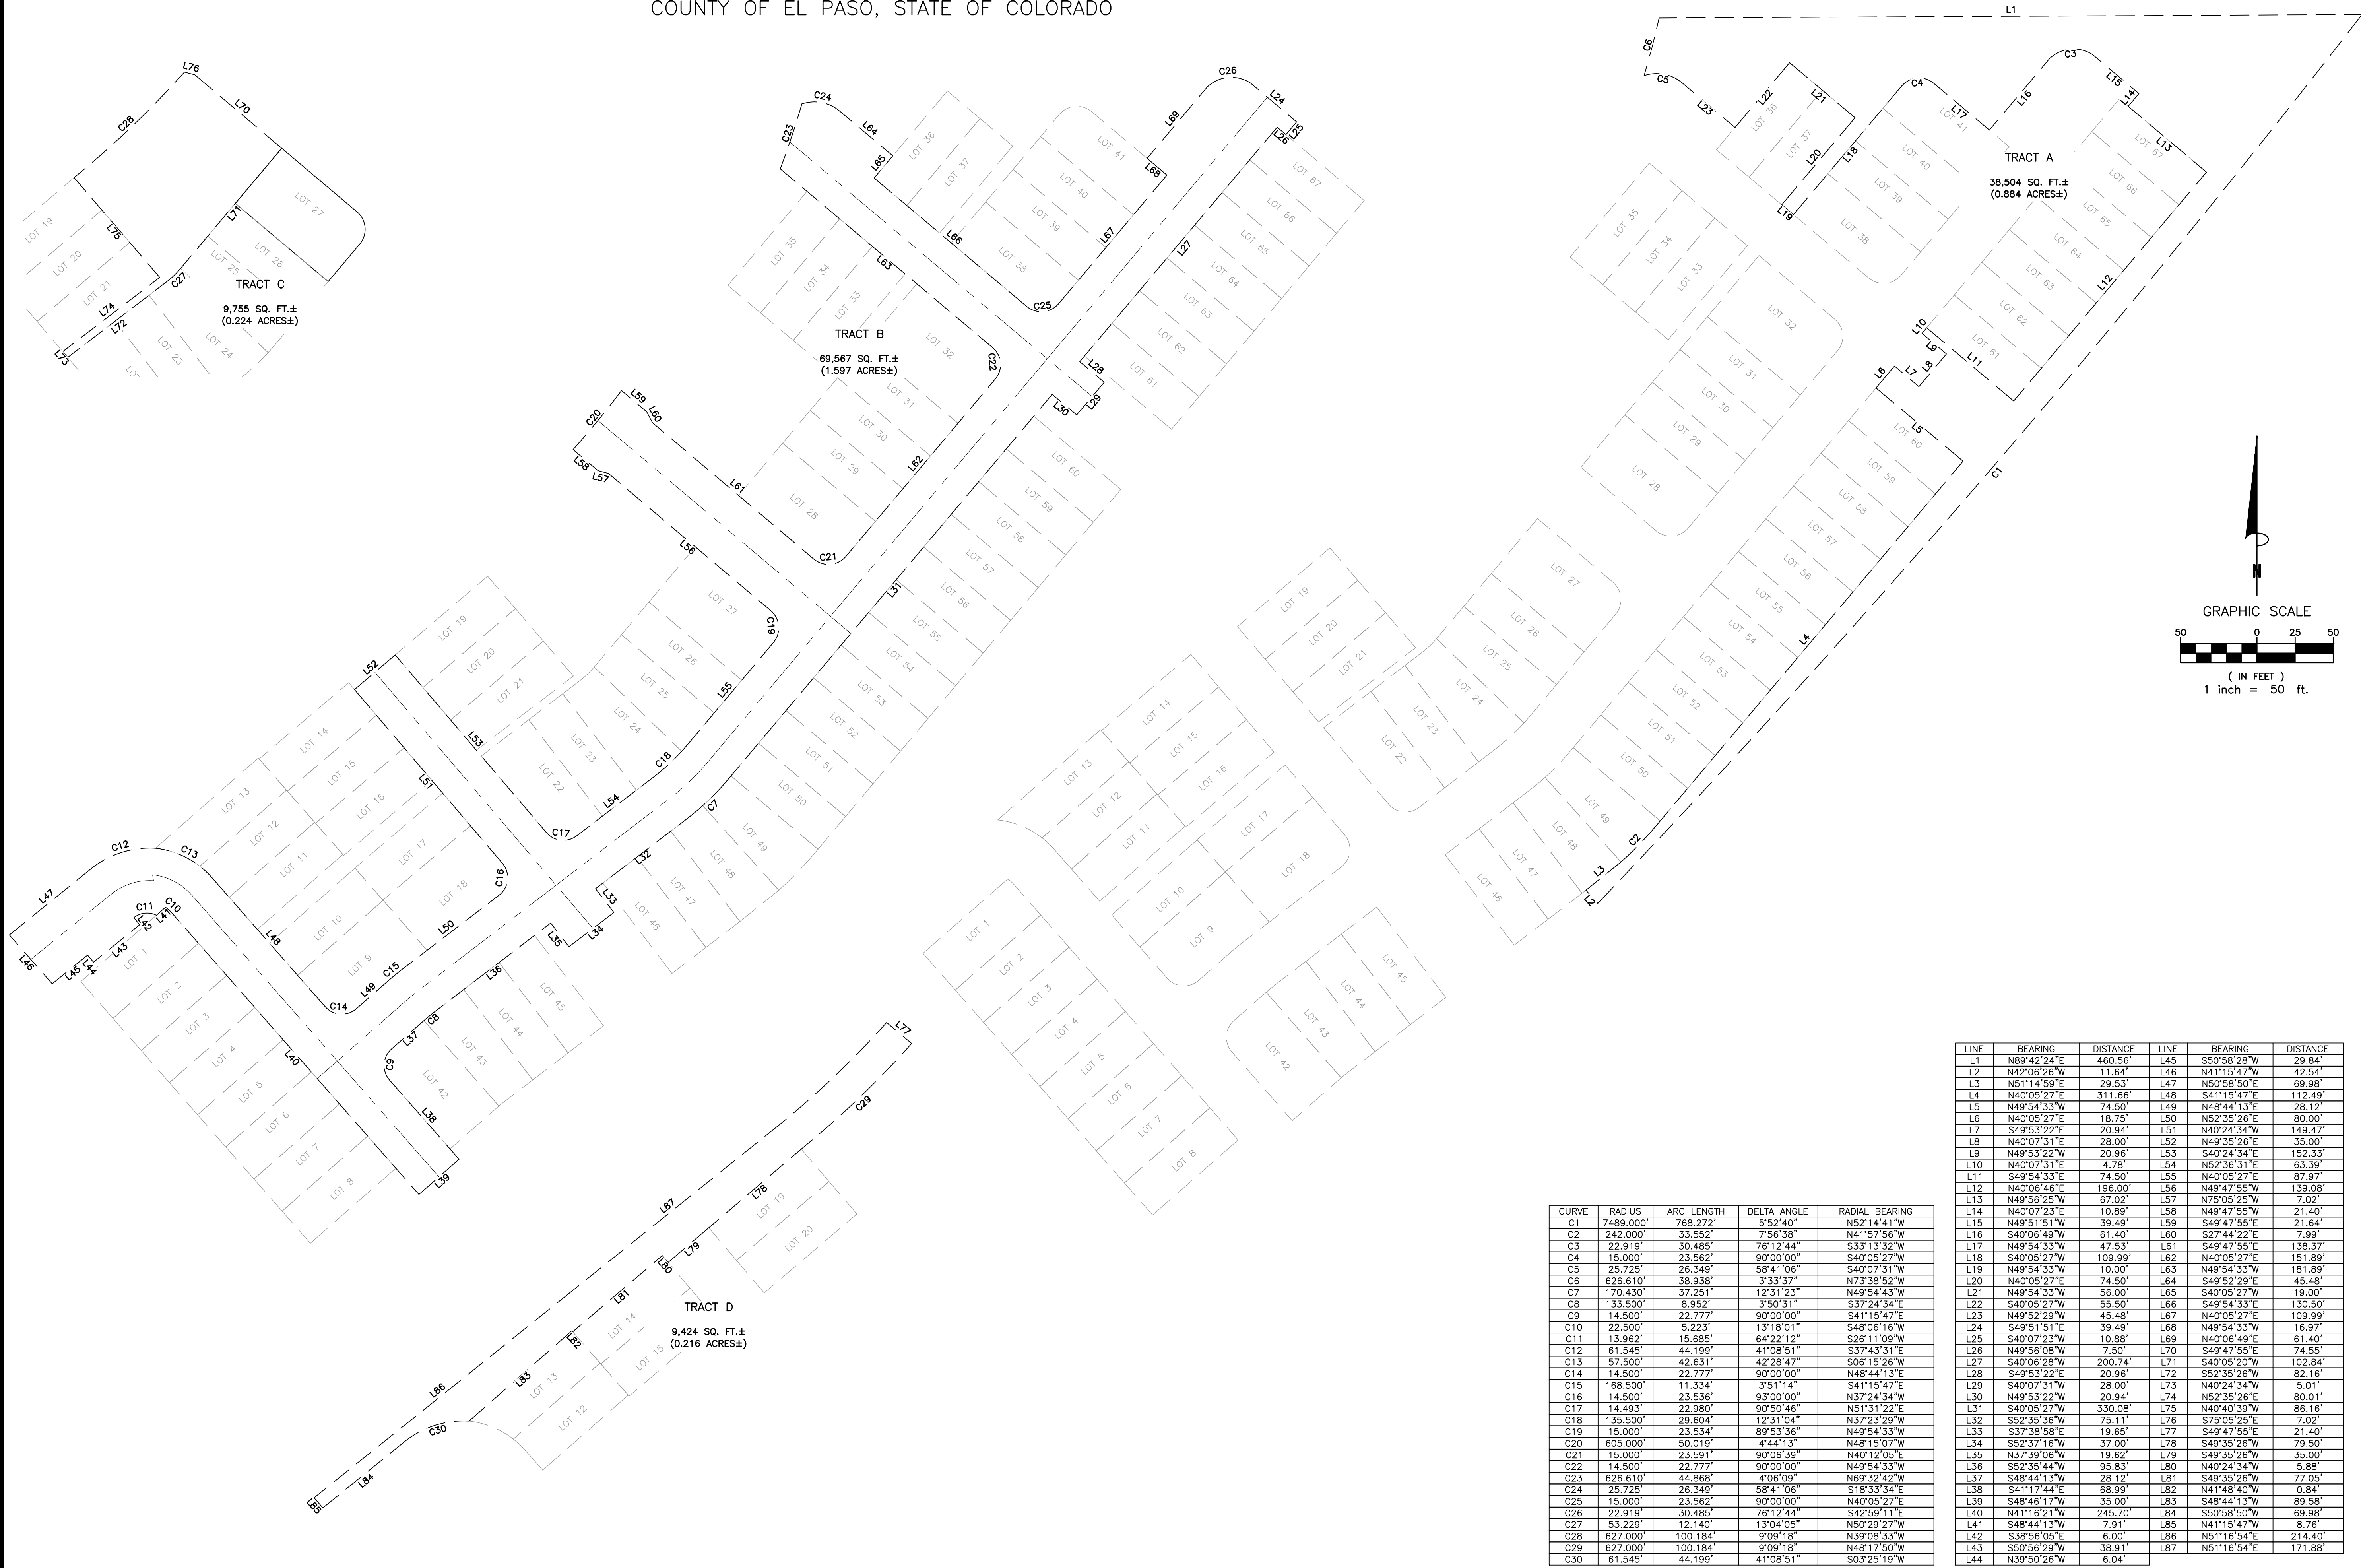 COUNTY OF EL PASO, STATE OF COLORADO
TRACT A
38,504 SQ. FT.±
(0.884 ACRES±)
TRACT B
69,567 SQ. FT.±
(1.597 ACRES±)
TRACT C
9,755 SQ. FT.±
(0.224 ACRES±)
TRACT D
9,424 SQ. FT.±
(0.216 ACRES±)
N
GRAPHIC SCALE
50 0 25 50
( IN FEET )
1 inch = 50 ft.
CURVE RADIUS ARC LENGTH DELTA ANGLE RADIAL BEARING
C1 7489.000' 768.272' 5°52'40" N52°14'41"W
C2 242.000' 33.552' 7°56'38" N41°57'56"W
C3 22.919' 30.485' 76°12'44" S33°13'32"W
C4 15.000' 23.562' 90°00'00" S40°05'27"W
C5 25.725' 26.349' 58°41'06" S40°07'31"W
C6 626.610' 38.938' 3°33'37" N73°38'52"W
C7 170.430' 37.251' 12°31'23" N49°54'43"W
C8 133.500' 8.952' 3°50'31" S37°24'34"E
C9 14.500' 22.777' 90°00'00" S41°15'47"E
C10 22.500' 5.223' 13°18'01" S48°06'16"W
C11 13.962' 15.685' 64°22'12" S26°11'09"W
C12 61.545' 44.199' 41°08'51" S37°43'31"E
C13 57.500' 42.631' 42°28'47" S06°15'26"W
C14 14.500' 22.777' 90°00'00" N48°44'13"E
C15 168.500' 11.334' 3°51'14" S41°15'47"E
C16 14.500' 23.536' 93°00'00" N37°24'34"W
C17 14.493' 22.980' 90°50'46" N51°31'22"E
C18 135.500' 29.604' 12°31'04" N37°23'29"W
C19 15.000' 23.534' 89°53'36" N49°54'33"W
C20 605.000' 50.019' 4°44'13" N48°15'07"W
C21 15.000' 23.591' 90°06'39" N40°12'05"E
C22 14.500' 22.777' 90°00'00" N49°54'33"W
C23 626.610' 44.868' 4°06'09" N69°32'42"W
C24 25.725' 26.349' 58°41'06" S18°33'34"E
C25 15.000' 23.562' 90°00'00" N40°05'27"E
C26 22.919' 30.485' 76°12'44" S42°59'11"E
C27 53.229' 12.140' 13°04'05" N50°29'27"W
C28 627.000' 100.184' 9°09'18" N39°08'33"W
C29 627.000' 100.184' 9°09'18" N48°17'50"W
C30 61.545' 44.199' 41°08'51" S03°25'19"W
LINE BEARING DISTANCE LINE BEARING DISTANCE
L1 N89°42'24"E 460.56' L45 S50°58'28"W 29.84'
L2 N42°06'26"W 11.64' L46 N41°15'47"W 42.54'
L3 N51°14'59"E 29.53' L47 N50°58'50"E 69.98'
L4 N40°05'27"E 311.66' L48 S41°15'47"E 112.49'
L5 N49°54'33"W 74.50' L49 N48°44'13"E 28.12'
L6 N40°05'27"E 18.75' L50 N52°35'26"E 80.00'
L7 S49°53'22"E 20.94' L51 N40°24'34"W 149.47'
L8 N40°07'31"E 28.00' L52 N49°35'26"E 35.00'
L9 N49°53'22"W 20.96' L53 S40°24'34"E 152.33'
L10 N40°07'31"E 4.78' L54 N52°36'31"E 63.39'
L11 S49°54'33"E 74.50' L55 N40°05'27"E 87.97'
L12 N40°06'46"E 196.00' L56 N49°47'55"W 139.08'
L13 N49°56'25"W 67.02' L57 N75°05'25"W 7.02'
L14 N40°07'23"E 10.89' L58 N49°47'55"W 21.40'
L15 N49°51'51"W 39.49' L59 S49°47'55"E 21.64'
L16 S40°06'49"W 61.40' L60 S27°44'22"E 7.99'
L17 N49°54'33"W 47.53' L61 S49°47'55"E 138.37'
L18 S40°05'27"W 109.99' L62 N40°05'27"E 151.89'
L19 N49°54'33"W 10.00' L63 N49°54'33"W 181.89'
L20 N40°05'27"E 74.50' L64 S49°52'29"E 45.48'
L21 N49°54'33"W 56.00' L65 S40°05'27"W 19.00'
L22 S40°05'27"W 55.50' L66 S49°54'33"E 130.50'
L23 N49°52'29"W 45.48' L67 N40°05'27"E 109.99'
L24 S49°51'51"E 39.49' L68 N49°54'33"W 16.97'
L25 S40°07'23"W 10.88' L69 N40°06'49"E 61.40'
L26 N49°56'08"W 7.50' L70 S49°47'55"E 74.55'
L27 S40°06'28"W 200.74' L71 S40°05'20"W 102.84'
L28 S49°53'22"E 20.96' L72 S52°35'26"W 82.16'
L29 S40°07'31"W 28.00' L73 N40°24'34"W 5.01'
L30 N49°53'22"W 20.94' L74 N52°35'26"E 80.01'
L31 S40°05'27"W 330.08' L75 N40°40'39"W 86.16'
L32 S52°35'36"W 75.11' L76 S75°05'25"E 7.02'
L33 S37°38'58"E 19.65' L77 S49°47'55"E 21.40'
L34 S52°37'16"W 37.00' L78 S49°35'26"W 79.50'
L35 N37°39'06"W 19.62' L79 S49°35'26"W 35.00'
L36 S52°35'44"W 95.83' L80 N40°24'34"W 5.88'
L37 S48°44'13"W 28.12' L81 S49°35'26"W 77.05'
L38 S41°17'44"E 68.99' L82 N41°48'40"W 0.84'
L39 S48°46'17"W 35.00' L83 S48°44'13"W 89.58'
L40 N41°16'21"W 245.70' L84 S50°58'50"W 69.98'
L41 S48°44'13"W 7.91' L85 N41°15'47"W 8.76'
L42 S38°56'05"E 6.00' L86 N51°16'54"E 214.40'
L43 S50°56'29"W 38.91' L87 N51°16'54"E 171.88'
L44 N39°50'26"W 6.04'